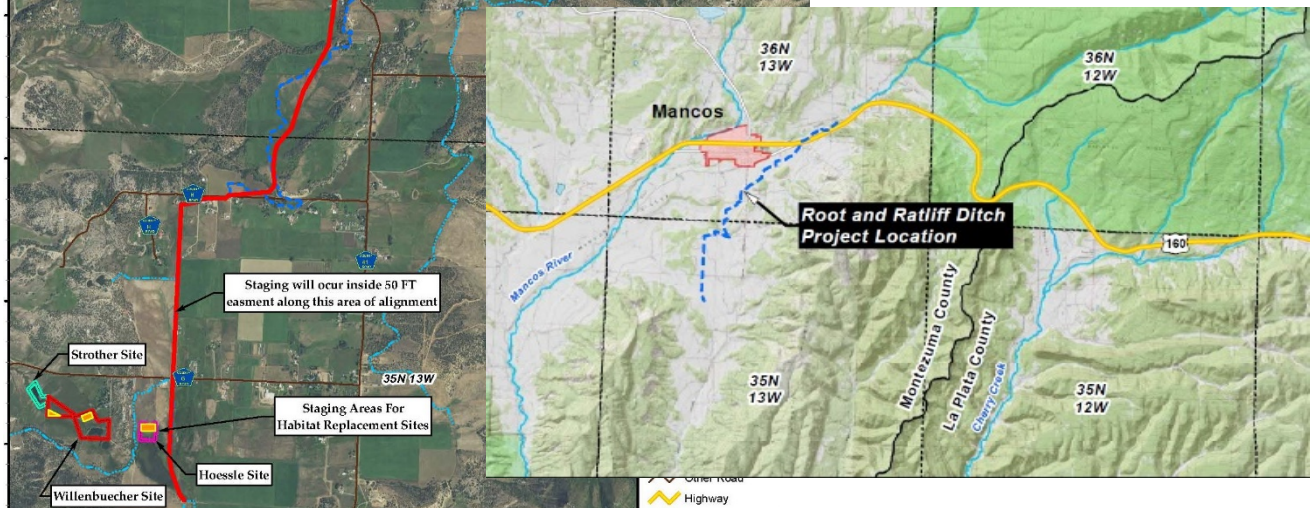 Staging will ocur inside 50 FT
easment along this area of alignment
Strother Site
35N 13W
Staging Areas For
Habitat Replacement Sites
Hoessle Site
Willenbuecher Site
36N
13W
36N
12W
Mancos
Root and Ratliff Ditch
Project Location
160
Mancos River
Montezuma County
La Plata County
Cherry Creek
35N
13W
35N
12W
Other Road
Highway